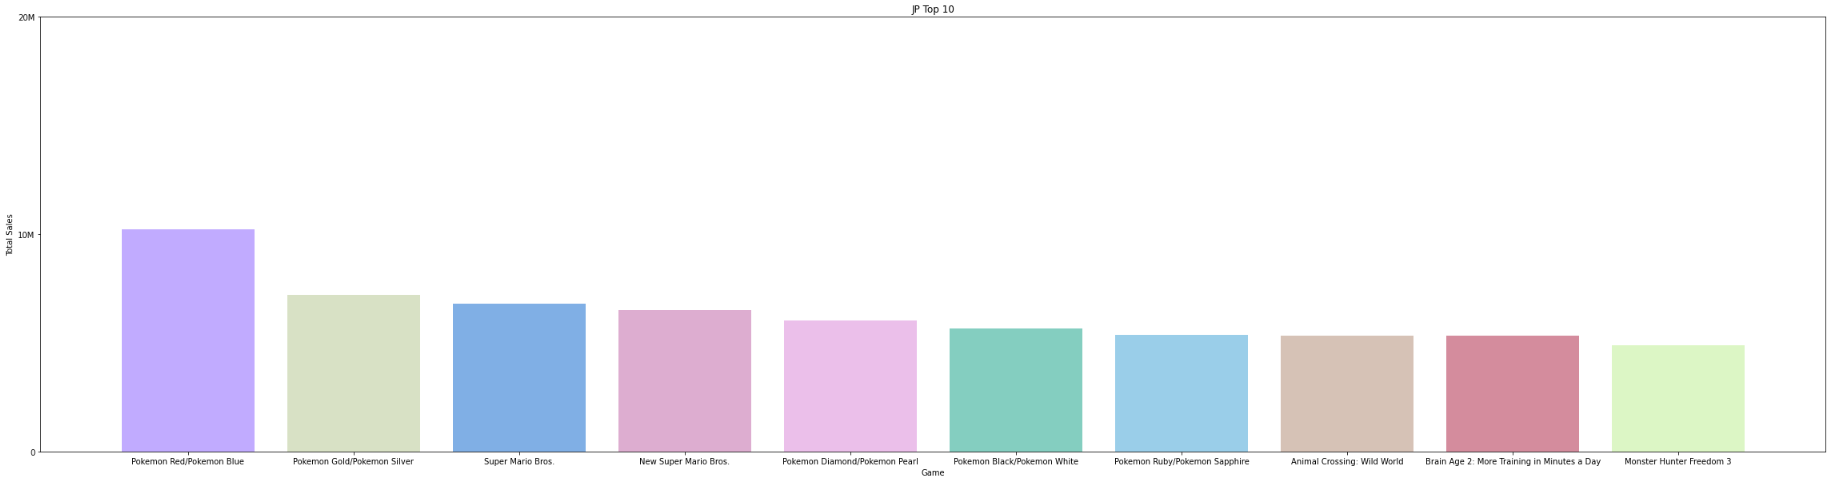 JP Top 10
20M
10M
0
Total Sales
Pokemon Red/Pokemon Blue
Pokemon Gold/Pokemon Silver
Super Mario Bros.
New Super Mario Bros.
Pokemon Diamond/Pokemon Pearl
Pokemon Black/Pokemon White
Pokemon Ruby/Pokemon Sapphire
Animal Crossing: Wild World
Brain Age 2: More Training in Minutes a Day
Monster Hunter Freedom 3
Game